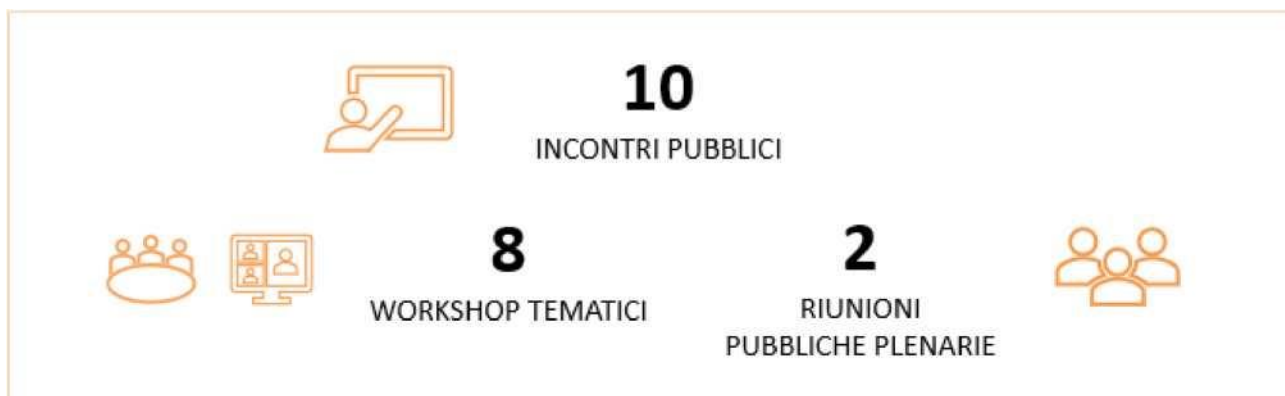 10
INCONTRI PUBBLICI
8
WORKSHOP TEMATICI
2
RIUNIONI
PUBBLICHE PLENARIE